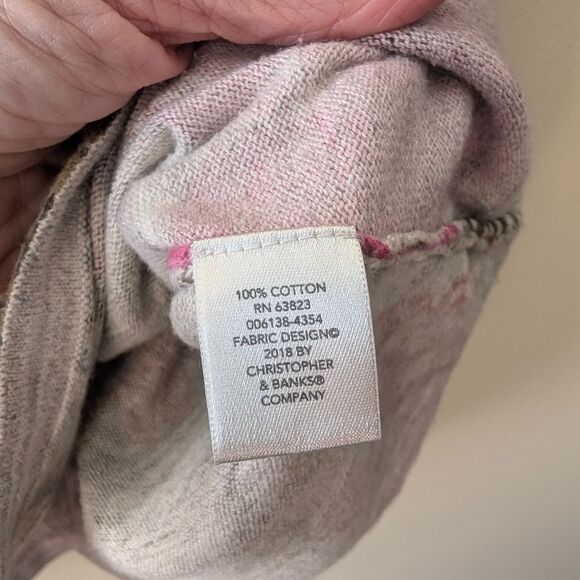 100% COTTON
RN 63823
006138-4354
FABRIC DESIGN©
2018 BY
CHRISTOPHER
& BANKS®
COMPANY